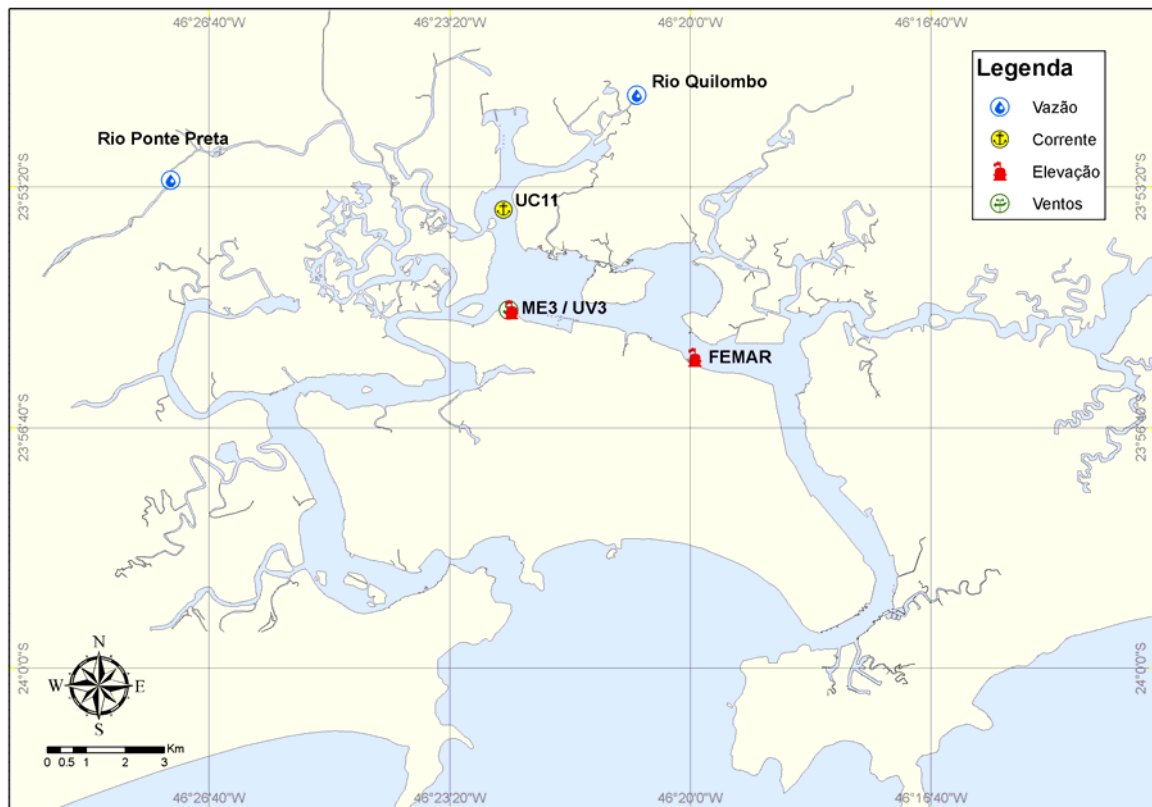 46°26'40"W
46°23'20"W
46°20'0"W
46°16'40"W
Legenda
Vazão
Corrente
Elevação
Ventos
Rio Quilombo
Rio Ponte Preta
23°53'20"S
23°53'20"S
UC11
ME3 / UV3
FEMAR
23°56'40"S
23°56'40"S
24°0'0"S
24°0'0"S
N
W E
S
Km
0 0.5 1 2 3
46°26'40"W
46°23'20"W
46°20'0"W
46°16'40"W